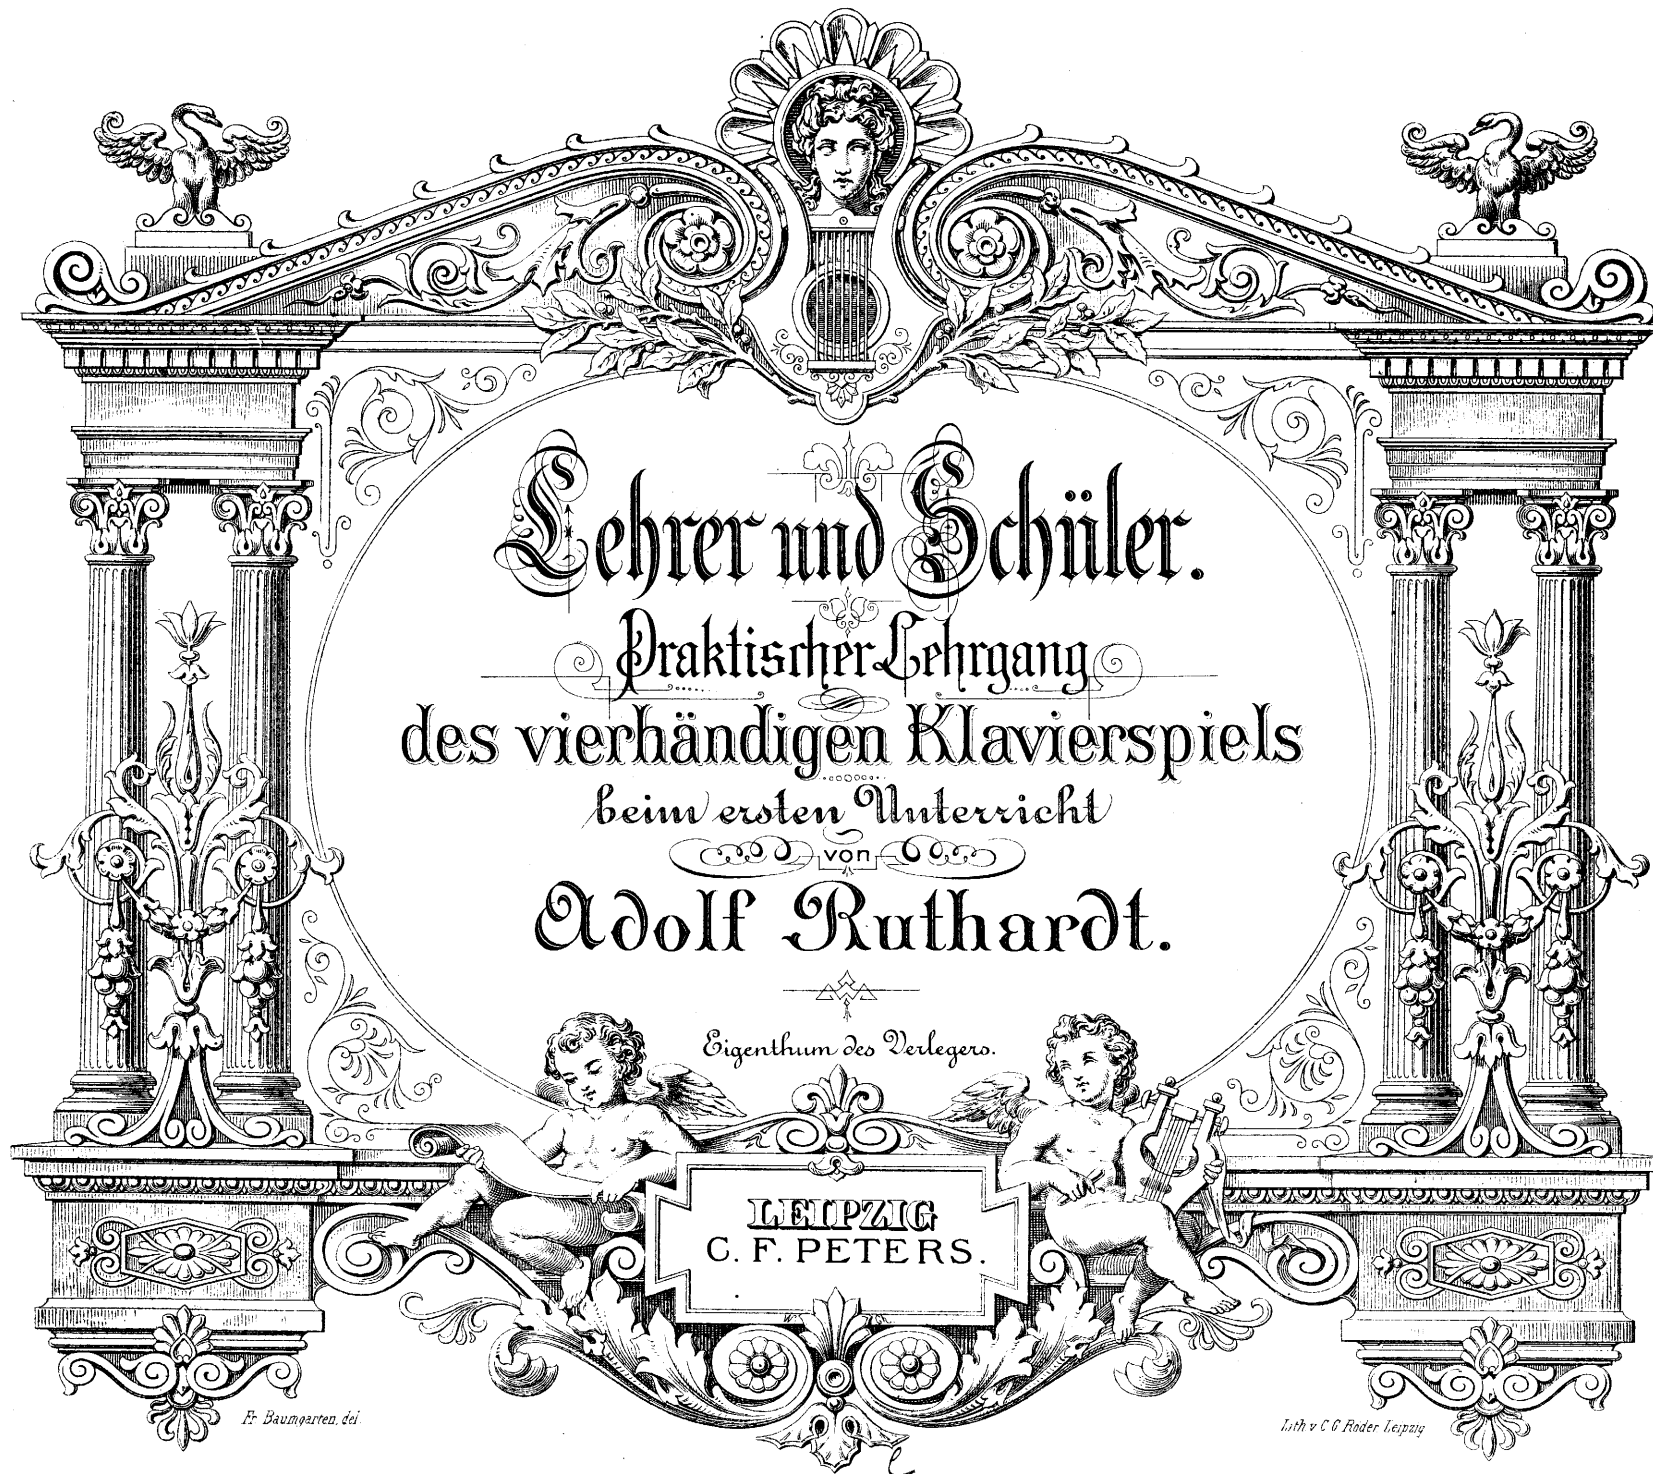 Lehrer und Schüler.
Praktischer Lehrgang
des vierhändigen Klavierspiels
beim ersten Unterricht
von
Adolf Ruthardt.
Eigenthum des Verlegers.
LEIPZIG
C. F. PETERS.
Fr. Baumgarten, del.
Lith. v. C G Röder Leipzig